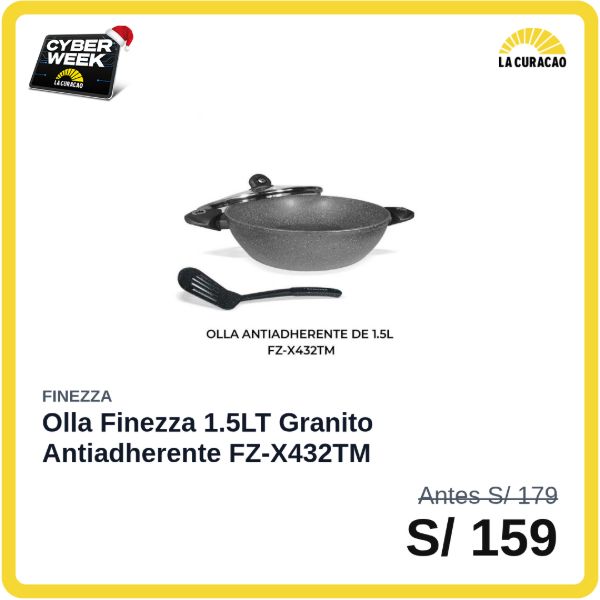 CYBER
WEEK
LA CURACAO
LA CURACAO
OLLA ANTIADHERENTE DE 1.5L
FZ-X432TM
FINEZZA
Olla Finezza 1.5LT Granito
Antiadherente FZ-X432TM
Antes S/ 179
S/ 159